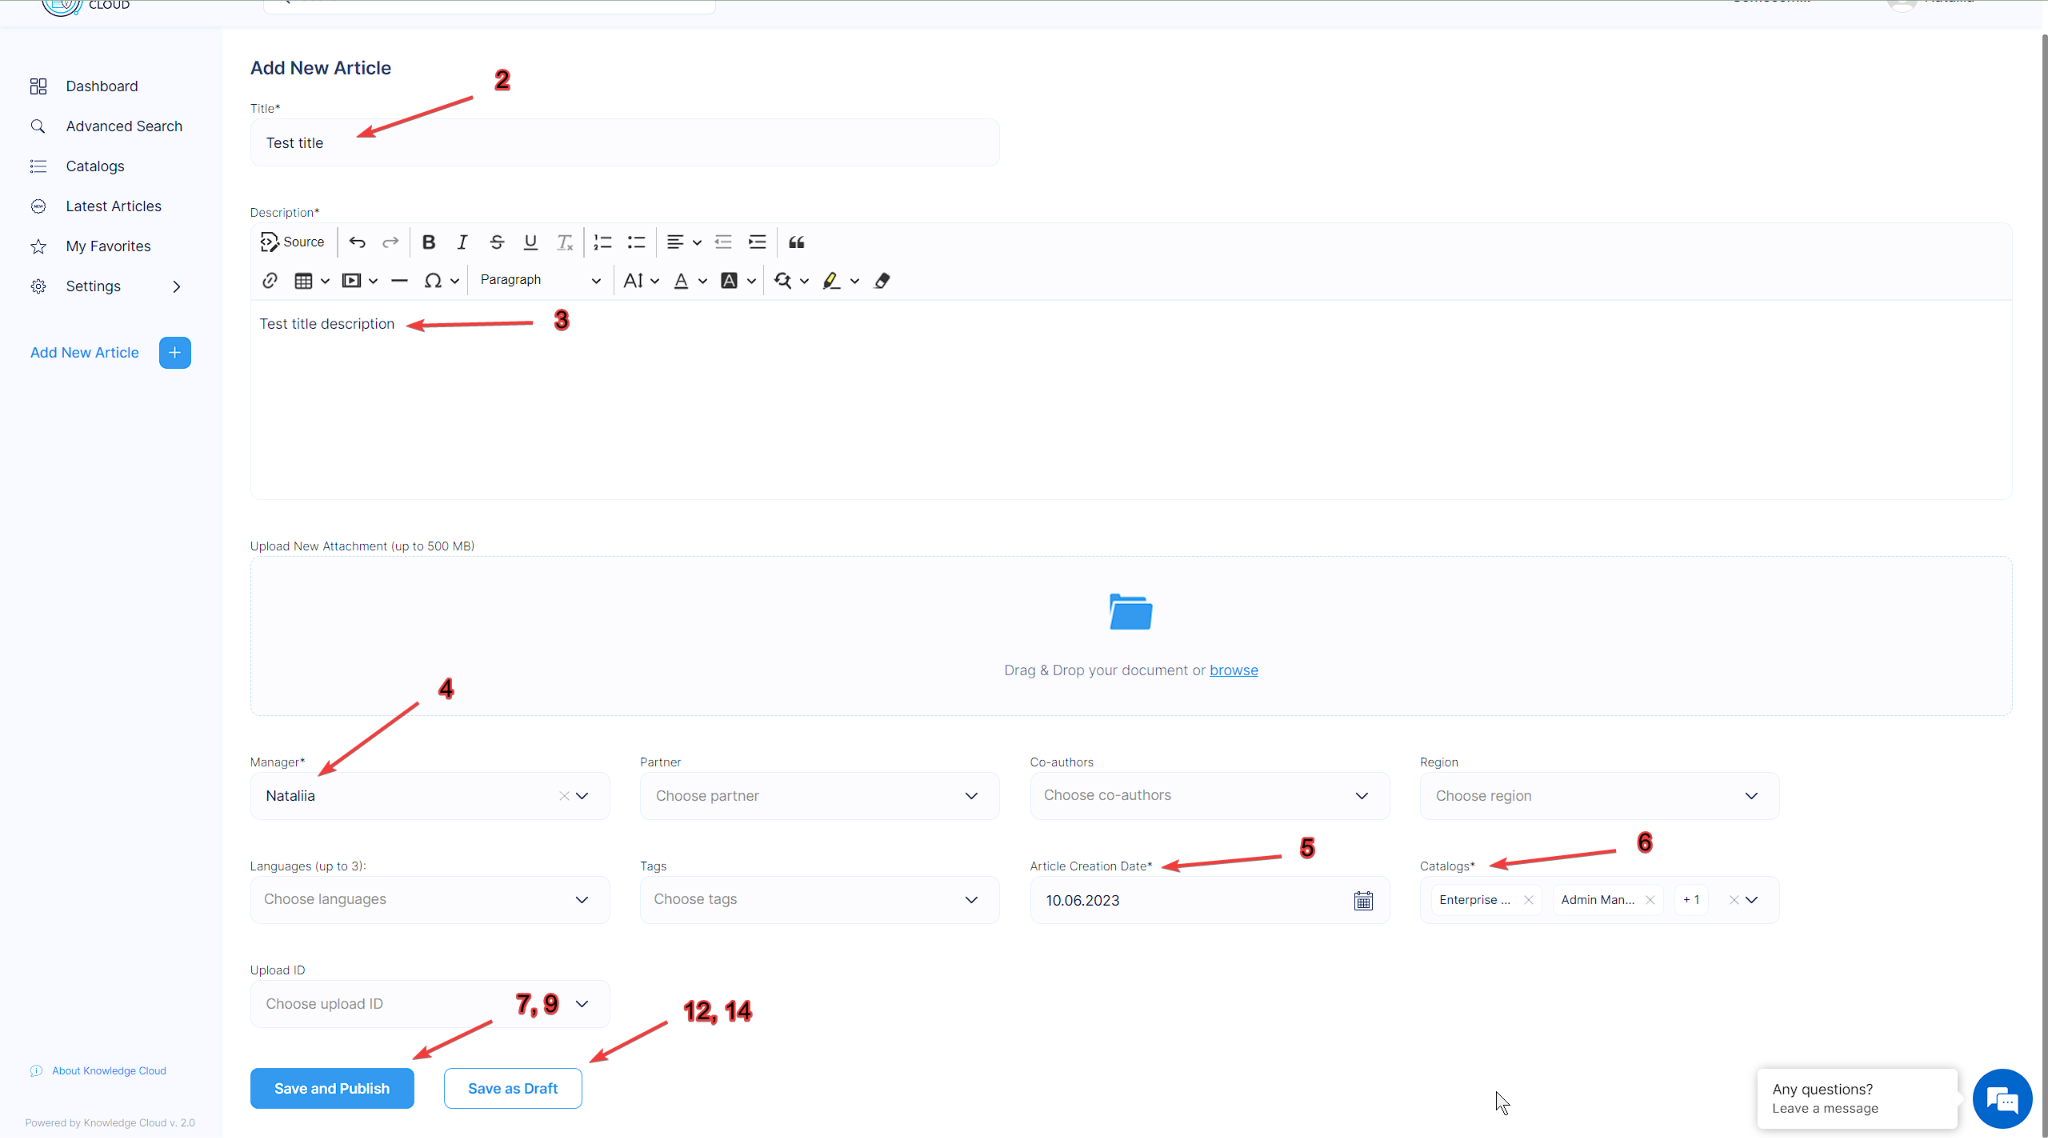 CLOUD
Dashboard
Advanced Search
Catalogs
Latest Articles
My Favorites
Settings
Add New Article
+
About Knowledge Cloud
Powered by Knowledge Cloud v. 2.0
Add New Article
2
Title*
Test title
Description*
Source
Paragraph
Test title description
3
Upload New Attachment (up to 500 MB)
Drag & Drop your document or browse
4
Manager* Partner Co-authors Region
Nataliia Choose partner Choose co-authors Choose region
5 6
Languages (up to 3): Tags Article Creation Date* Catalogs*
Choose languages Choose tags 10.06.2023 Enterprise ... Admin Man... + 1
Upload ID
Choose upload ID
7, 9 12, 14
Save and Publish Save as Draft
Any questions?
Leave a message